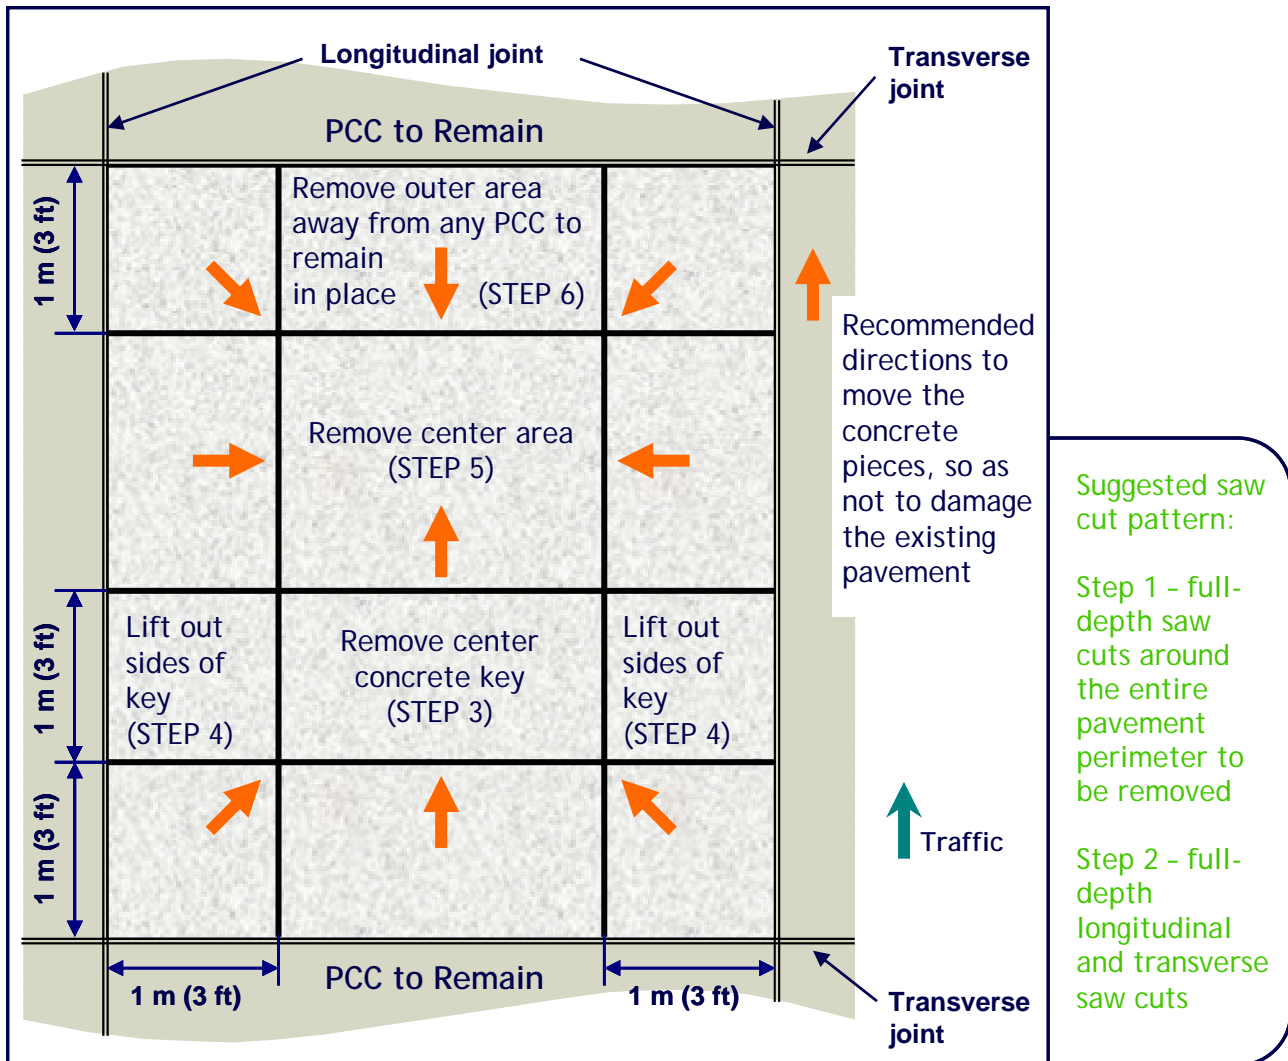 Longitudinal joint
Transverse
joint
PCC to Remain
1 m (3 ft)
Remove outer area
away from any PCC to
remain
in place (STEP 6)
Recommended
directions to
move the
concrete
pieces, so as
not to damage
the existing
pavement
Remove center area
(STEP 5)
1 m (3 ft)
Lift out
sides of
key
(STEP 4)
Remove center
concrete key
(STEP 3)
Lift out
sides of
key
(STEP 4)
1 m (3 ft)
Traffic
1 m (3 ft)
PCC to Remain
1 m (3 ft)
Transverse
joint
Suggested saw
cut pattern:
Step 1 – full-
depth saw
cuts around
the entire
pavement
perimeter to
be removed
Step 2 – full-
depth
longitudinal
and transverse
saw cuts